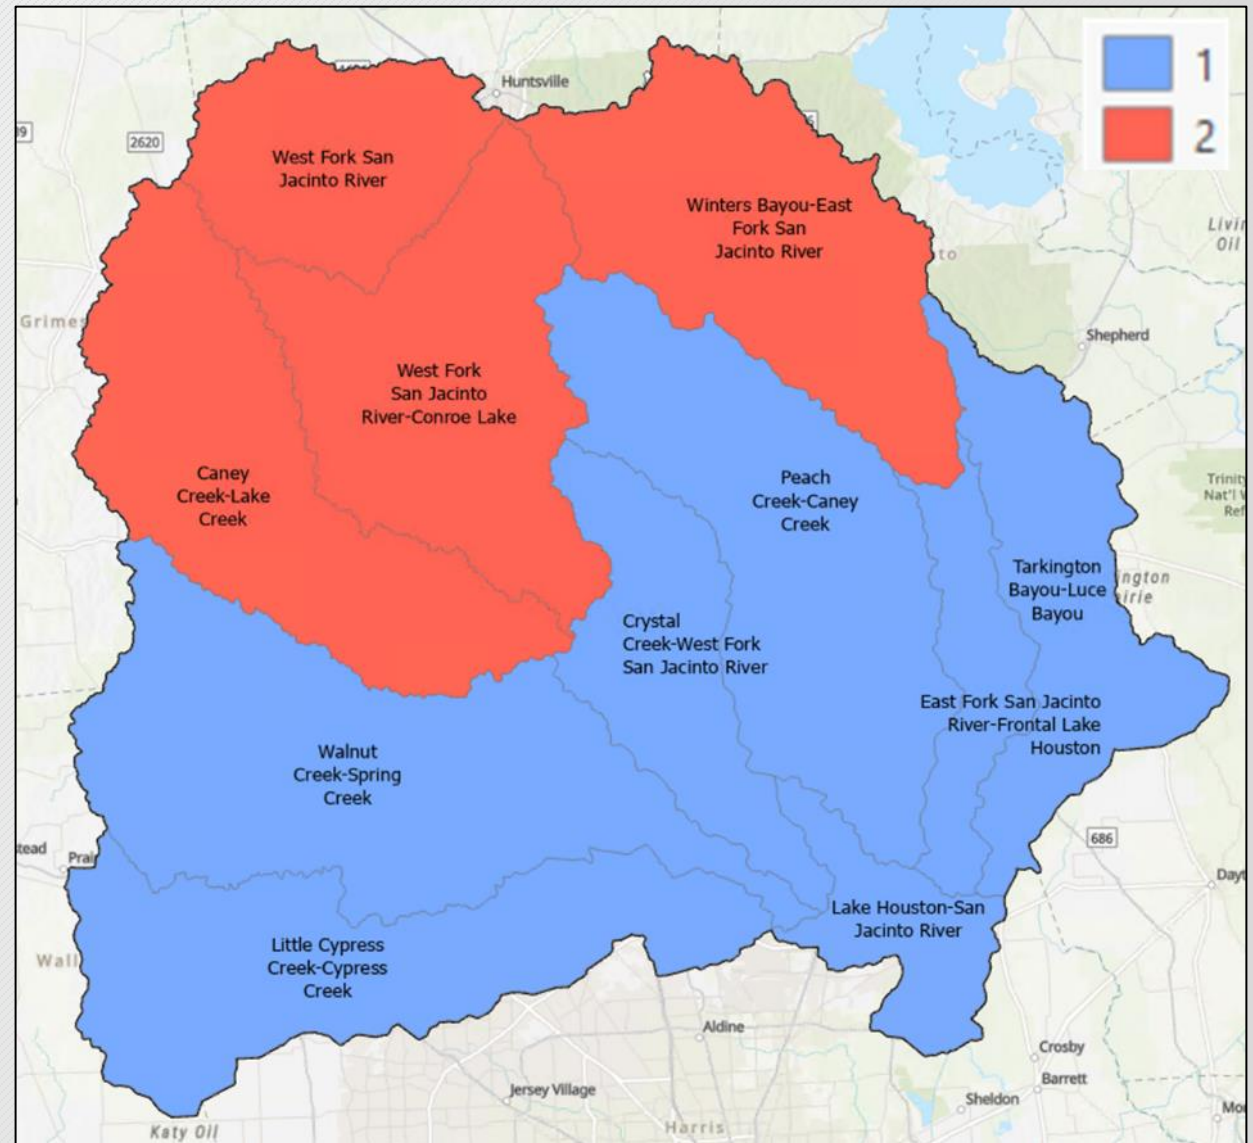 1
2
Huntsville
2620
West Fork San
Jacinto River
Winters Bayou-East
Fork San
Jacinto River
Oil
Shepherd
West Fork
San Jacinto
River-Conroe Lake
Caney
Creek-Lake
Creek
Peach
Creek-Caney
Creek
Nat'l
Tarkington
Bayou-Luce
Bayou
Crystal
Creek-West Fork
San Jacinto River
East Fork San Jacinto
River-Frontal Lake
Houston
Walnut
Creek-Spring
Creek
686
Lake Houston-San
Jacinto River
Little Cypress
Creek-Cypress
Creek
Aldine
Crosby
Barrett
Jersey Village
Sheldon
Harris
Katy Oil